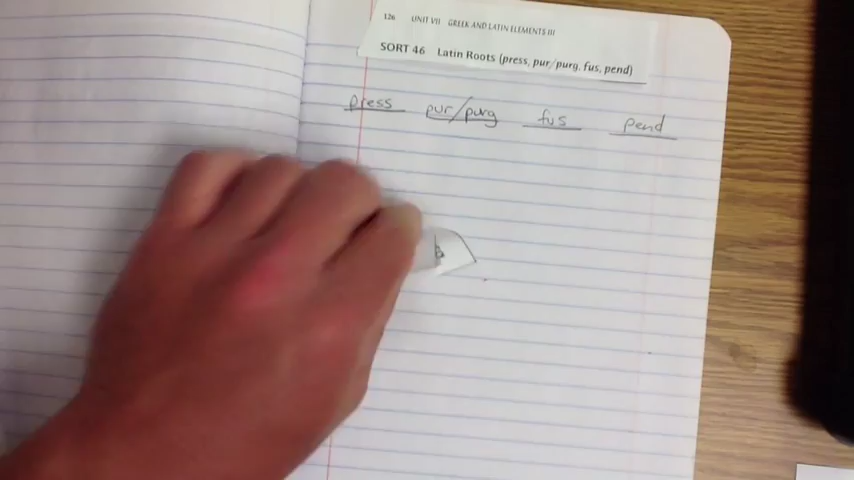 126 UNIT VII GREEK AND LATIN ELEMENTS III
SORT 46 Latin Roots (press, pur/purg, fus, pend)
press pur/purg fus pend